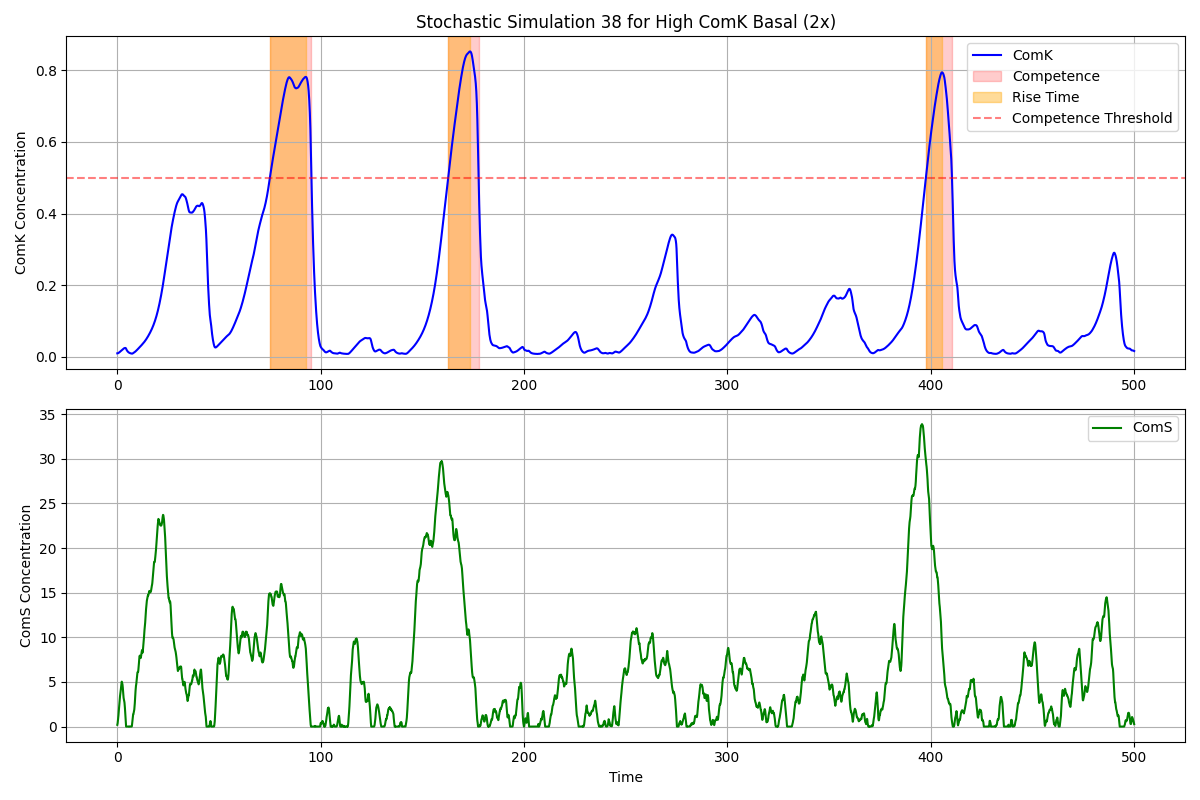 Stochastic Simulation 38 for High ComK Basal (2x)
ComK Concentration
0.8
0.6
0.4
0.2
0.0
ComK
Competence
Rise Time
Competence Threshold
0 100 200 300 400 500
ComS Concentration
35
30
25
20
15
10
5
0
ComS
0 100 200 300 400 500
Time